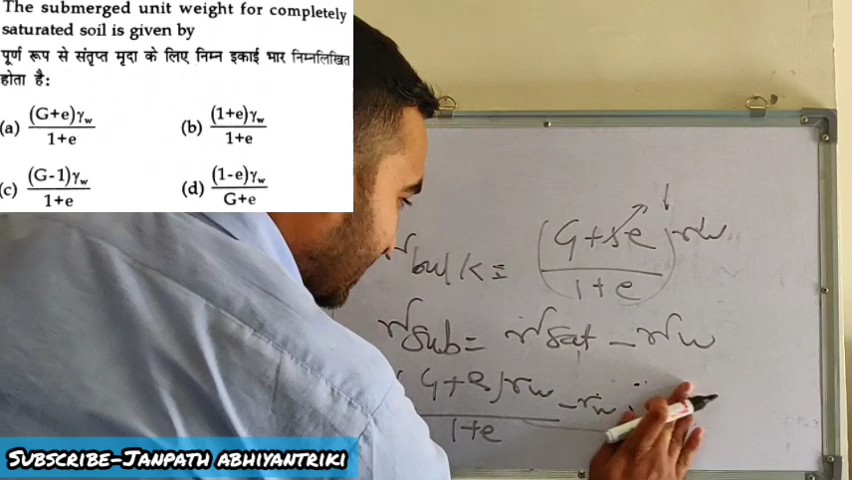 The submerged unit weight for completely
saturated soil is given by
पूर्ण रूप से संतृप्त मृदा के लिए निम्न इकाई भार निम्नलिखित
होता है:
(a) (G+e)γw / 1+e (b) (1+e)γw / 1+e
(c) (G-1)γw / 1+e (d) (1-e)γw / G+e
γbulk = (G+se / 1+e) γw
γsub = γsat - γw
(G+e)γw / 1+e - γw
SUBSCRIBE-JANPATH ABHIYANTRIKI